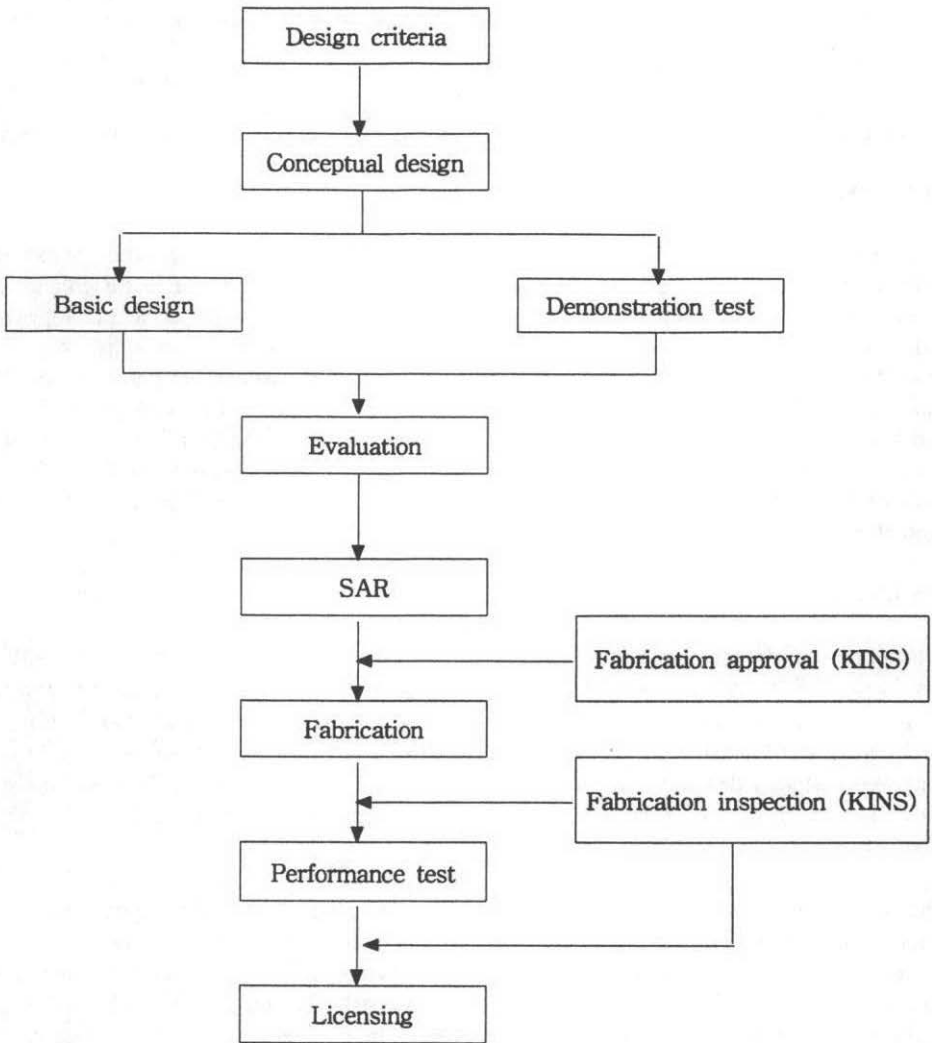 Design criteria
Conceptual design
Basic design
Demonstration test
Evaluation
SAR
Fabrication approval (KINS)
Fabrication
Fabrication inspection (KINS)
Performance test
Licensing